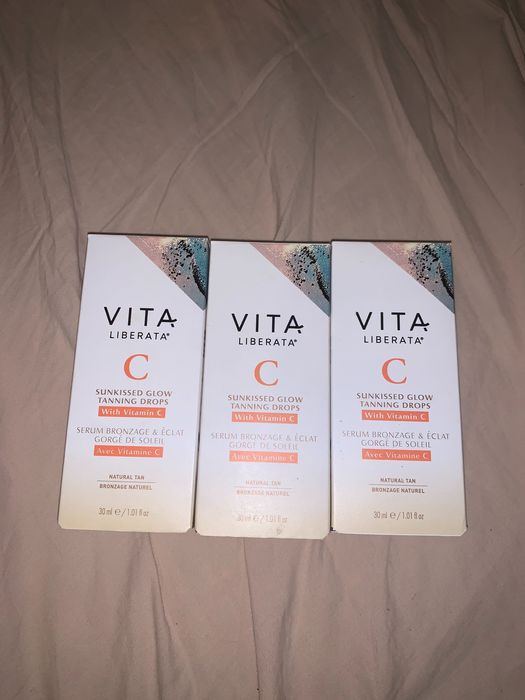 VITA
LIBERATA®
C
SUNKISSED GLOW
TANNING DROPS
With Vitamin C
SERUM BRONZAGE & ÉCLAT
GORGÉ DE SOLEIL
Avec Vitamine C
NATURAL TAN
BRONZAGE NATUREL
30 ml ℮ / 1.01 fl oz
VITA
LIBERATA®
C
SUNKISSED GLOW
TANNING DROPS
With Vitamin C
SERUM BRONZAGE & ÉCLAT
GORGÉ DE SOLEIL
Avec Vitamine C
NATURAL TAN
BRONZAGE NATUREL
30 ml ℮ / 1.01 fl oz
VITA
LIBERATA®
C
SUNKISSED GLOW
TANNING DROPS
With Vitamin C
SERUM BRONZAGE & ÉCLAT
GORGÉ DE SOLEIL
Avec Vitamine C
NATURAL TAN
BRONZAGE NATUREL
30 ml ℮ / 1.01 fl oz